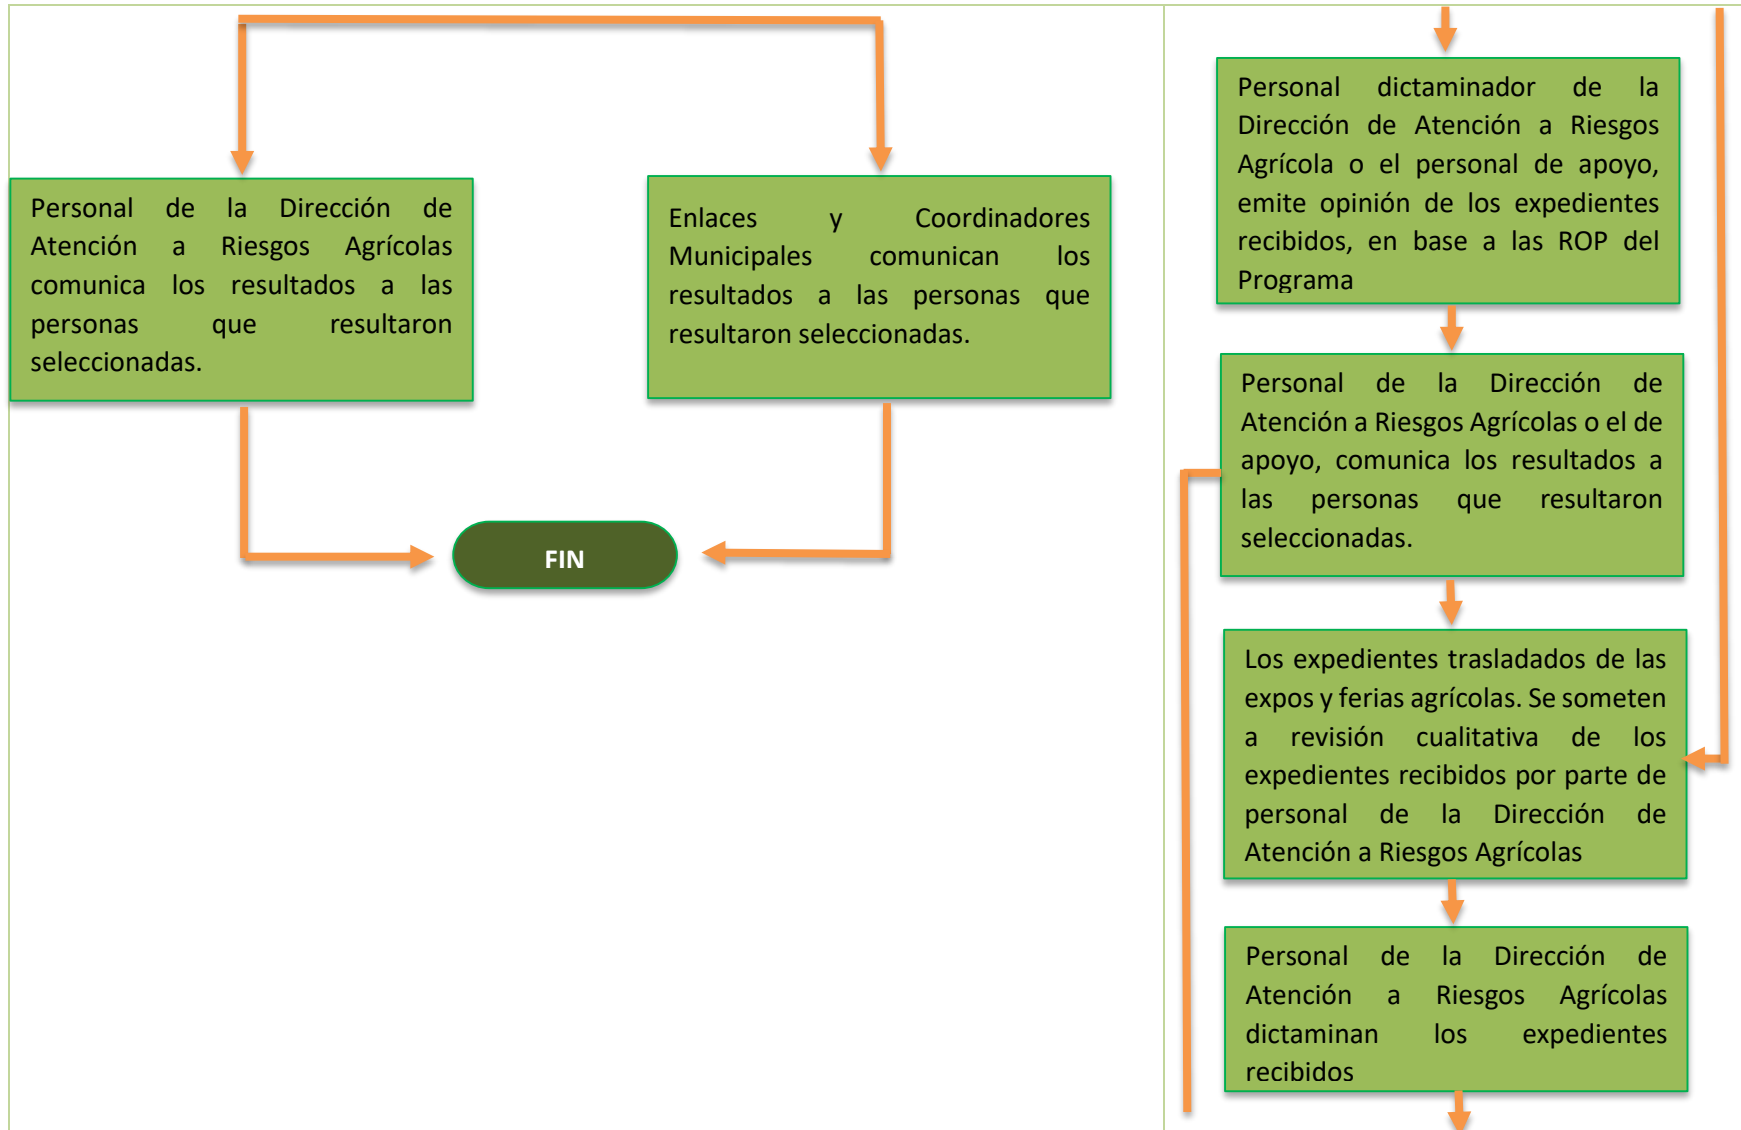 Personal de la Dirección de
Atención a Riesgos Agrícolas
comunica los resultados a las
personas que resultaron
seleccionadas.
Enlaces y Coordinadores
Municipales comunican los
resultados a las personas que
resultaron seleccionadas.
FIN
Personal dictaminador de la
Dirección de Atención a Riesgos
Agrícola o el personal de apoyo,
emite opinión de los expedientes
recibidos, en base a las ROP del
Programa
Personal de la Dirección de
Atención a Riesgos Agrícolas o el de
apoyo, comunica los resultados a
las personas que resultaron
seleccionadas.
Los expedientes trasladados de las
expos y ferias agrícolas. Se someten
a revisión cualitativa de los
expedientes recibidos por parte de
personal de la Dirección de
Atención a Riesgos Agrícolas
Personal de la Dirección de
Atención a Riesgos Agrícolas
dictaminan los expedientes
recibidos